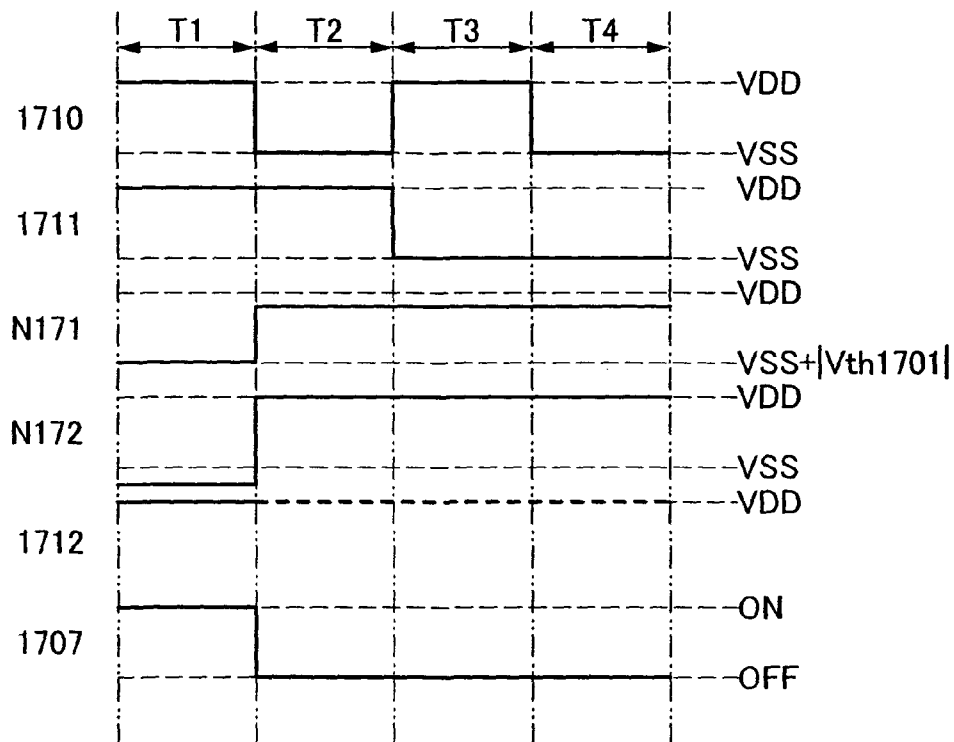 T1 T2 T3 T4
VDD
1710
VSS
VDD
1711
VSS
VDD
N171
VSS+|Vth1701|
VDD
N172
VSS
VDD
1712
ON
1707
OFF